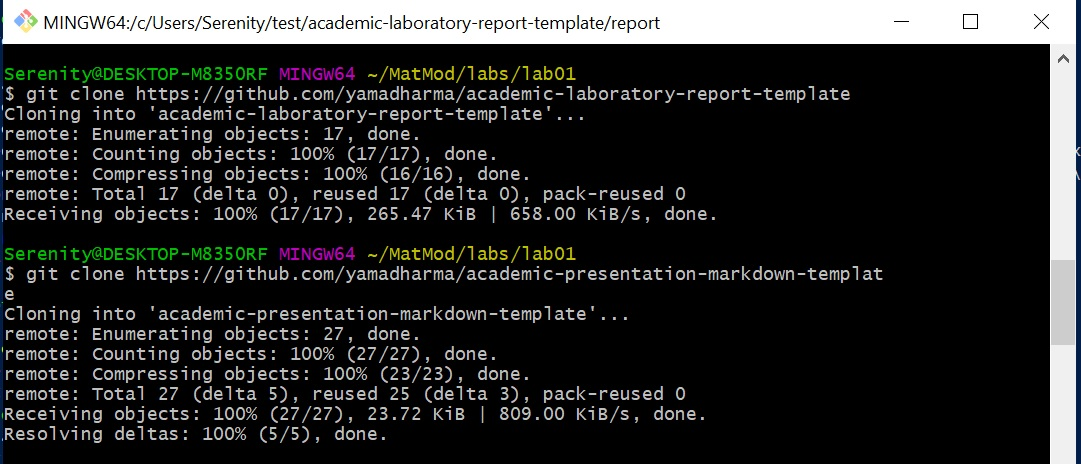 MINGW64:/c/Users/Serenity/test/academic-laboratory-report-template/report
Serenity@DESKTOP-M8350RF MINGW64 ~/MatMod/labs/lab01
$ git clone https://github.com/yamadharma/academic-laboratory-report-template
Cloning into 'academic-laboratory-report-template'...
remote: Enumerating objects: 17, done.
remote: Counting objects: 100% (17/17), done.
remote: Compressing objects: 100% (16/16), done.
remote: Total 17 (delta 0), reused 17 (delta 0), pack-reused 0
Receiving objects: 100% (17/17), 265.47 KiB | 658.00 KiB/s, done.
Serenity@DESKTOP-M8350RF MINGW64 ~/MatMod/labs/lab01
$ git clone https://github.com/yamadharma/academic-presentation-markdown-templat
e
Cloning into 'academic-presentation-markdown-template'...
remote: Enumerating objects: 27, done.
remote: Counting objects: 100% (27/27), done.
remote: Compressing objects: 100% (23/23), done.
remote: Total 27 (delta 5), reused 25 (delta 3), pack-reused 0
Receiving objects: 100% (27/27), 23.72 KiB | 809.00 KiB/s, done.
Resolving deltas: 100% (5/5), done.